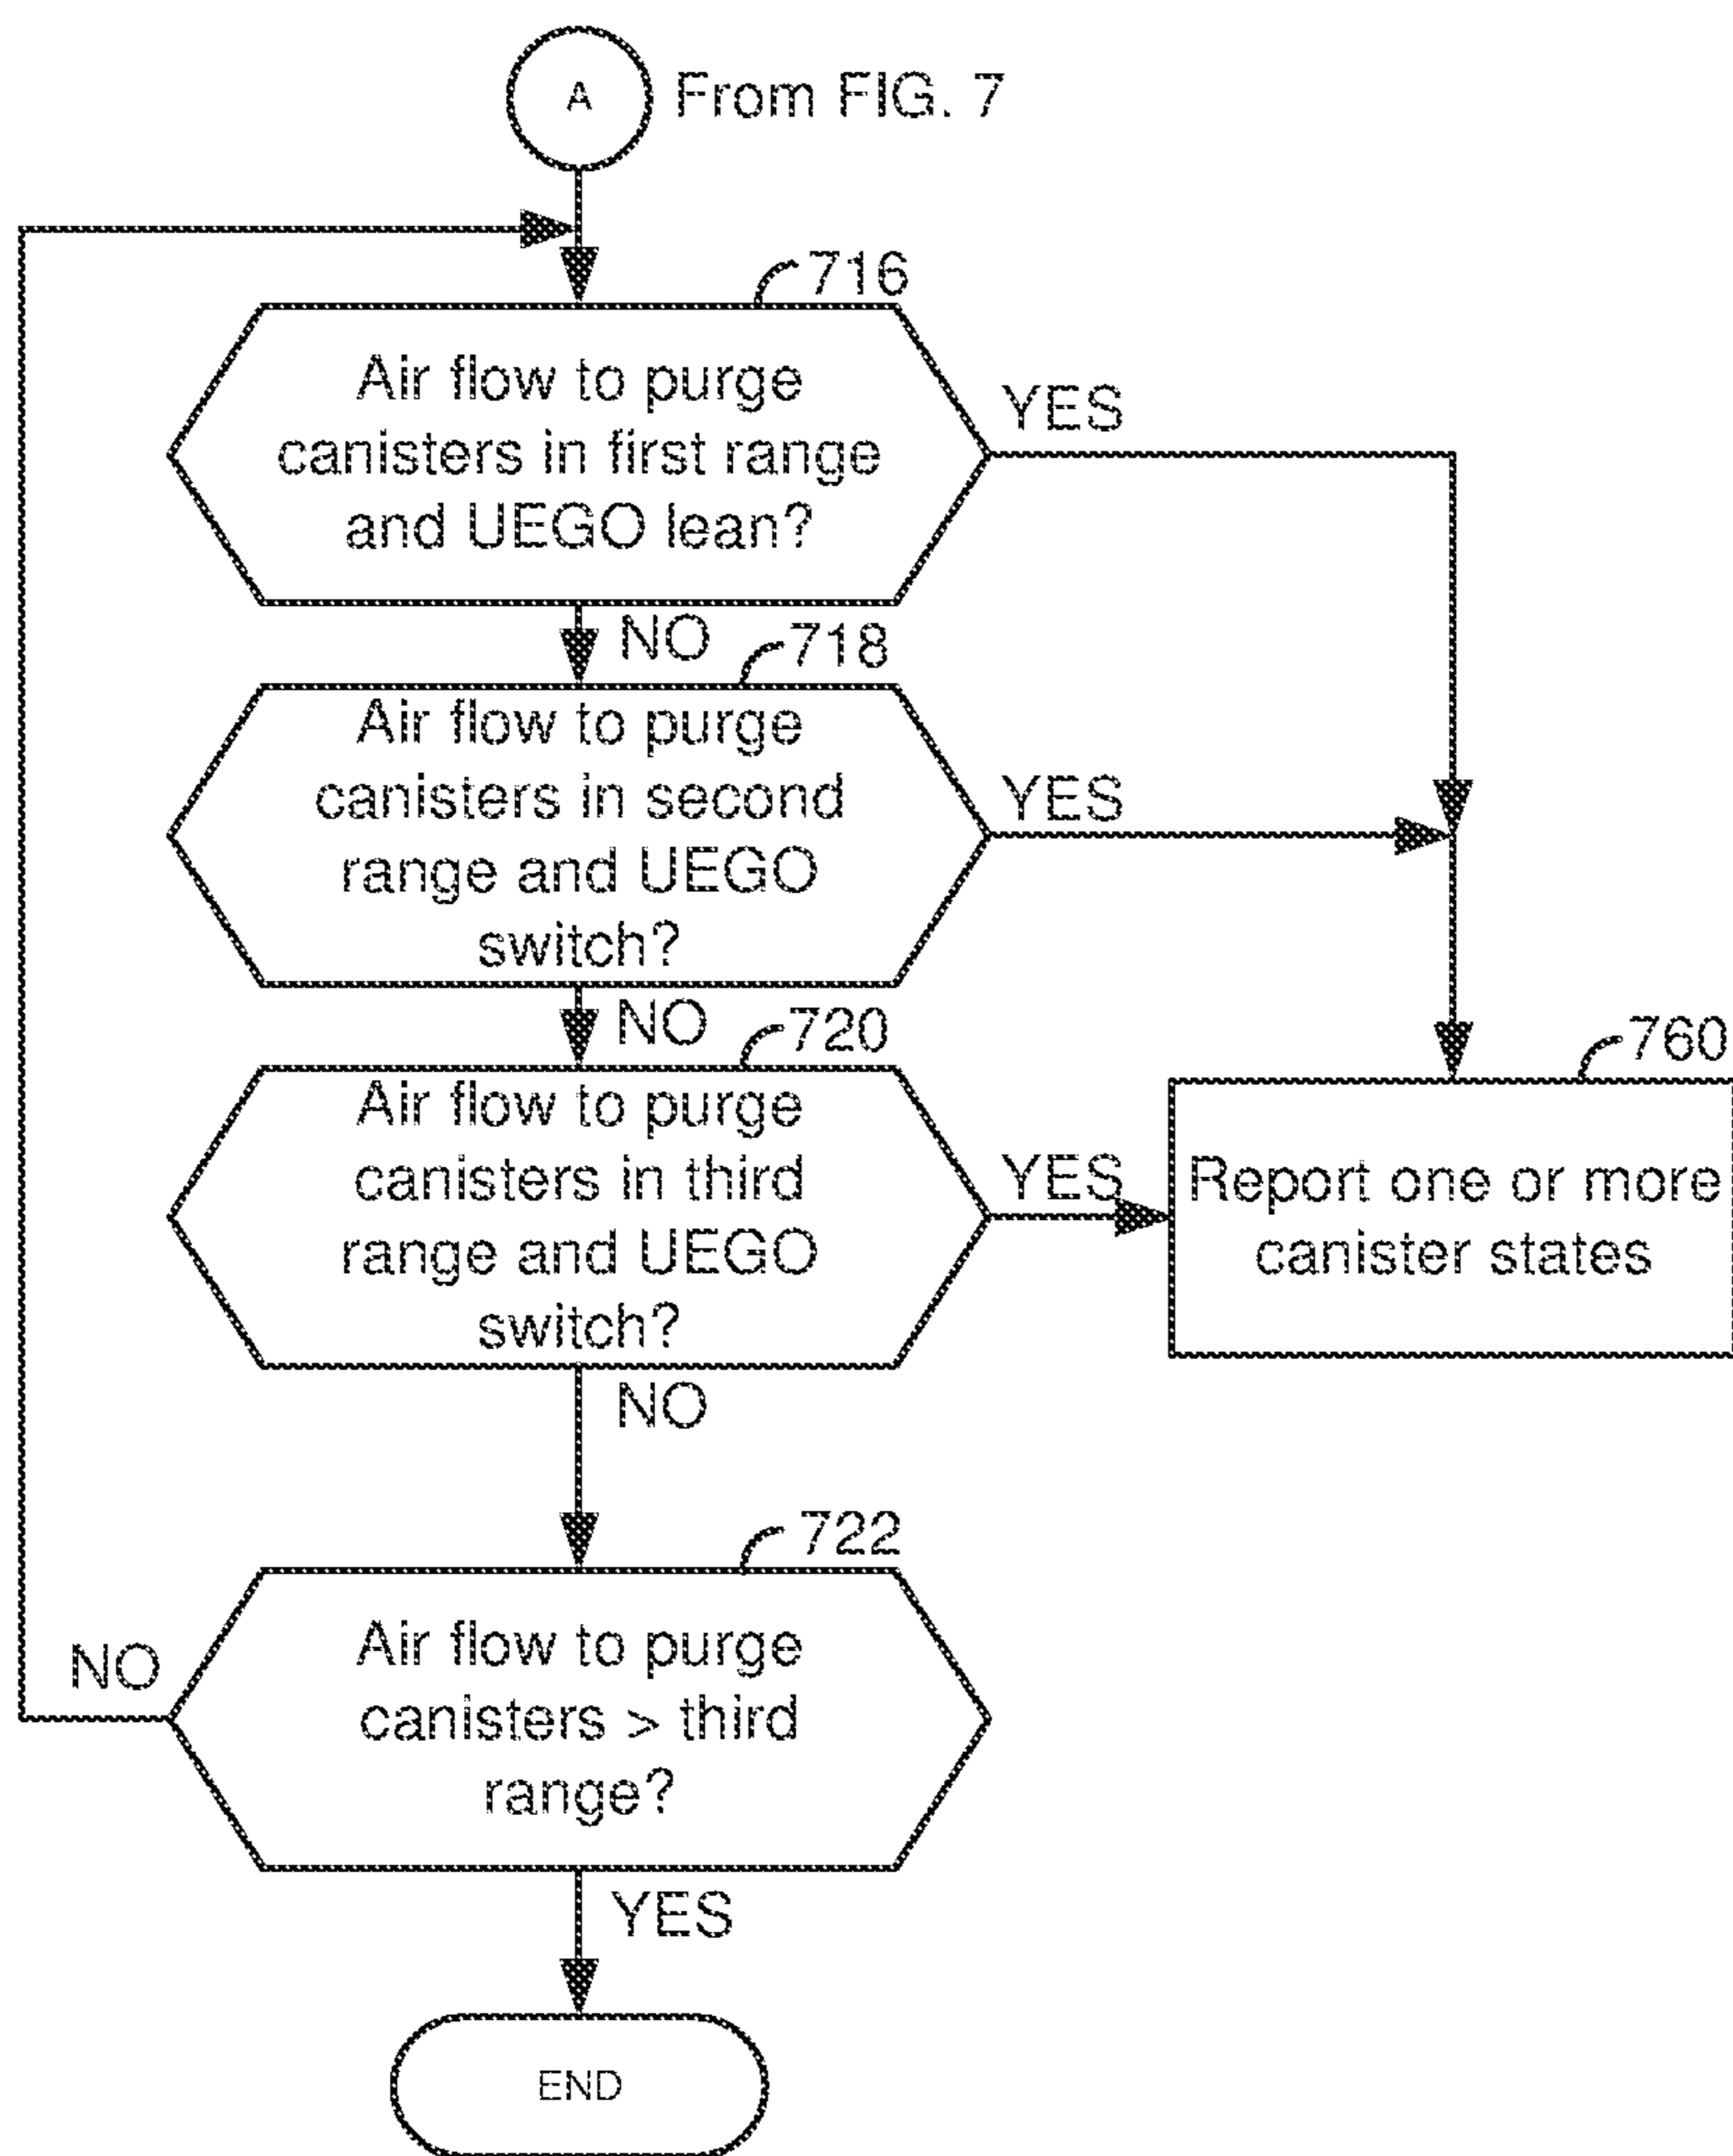 A
From FIG. 7
716
Air flow to purge
canisters in first range
and UEGO lean?
YES
NO
718
Air flow to purge
canisters in second
range and UEGO
switch?
YES
NO
720
Air flow to purge
canisters in third
range and UEGO
switch?
YES
760
Report one or more
canister states
NO
722
Air flow to purge
canisters > third
range?
NO
YES
END